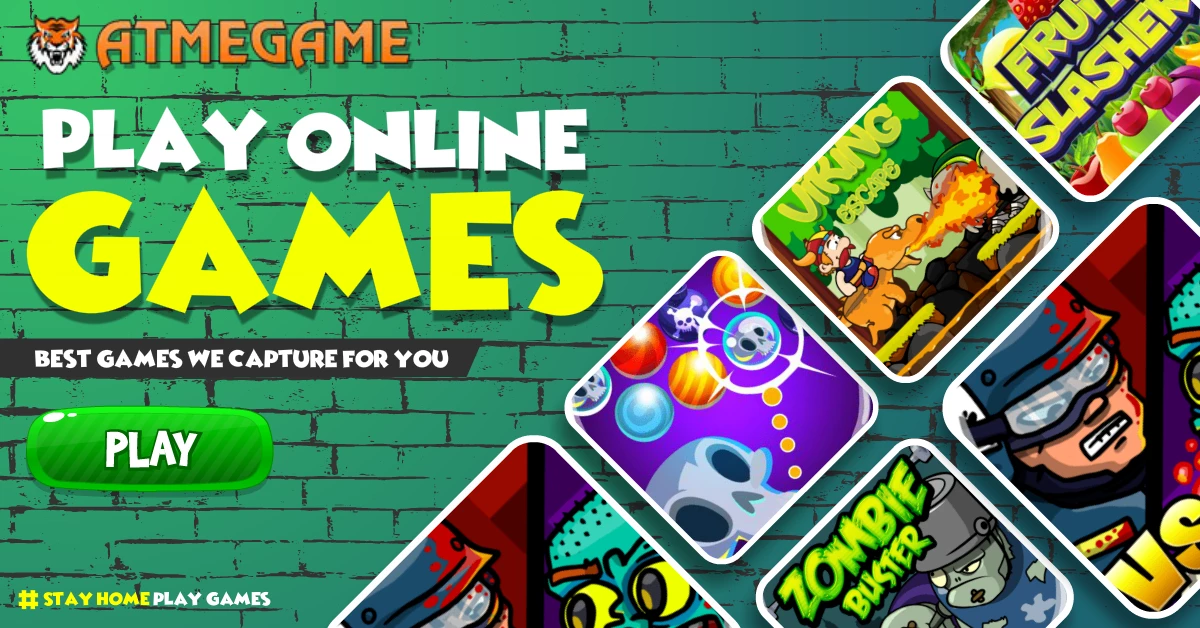 ATMEGAME
PLAY ONLINE
GAMES
BEST GAMES WE CAPTURE FOR YOU
PLAY
# STAY HOME PLAY GAMES
FRUIT
SLASHER
VIKING
ESCAPE
ZOMBIE
BUSTER
VS